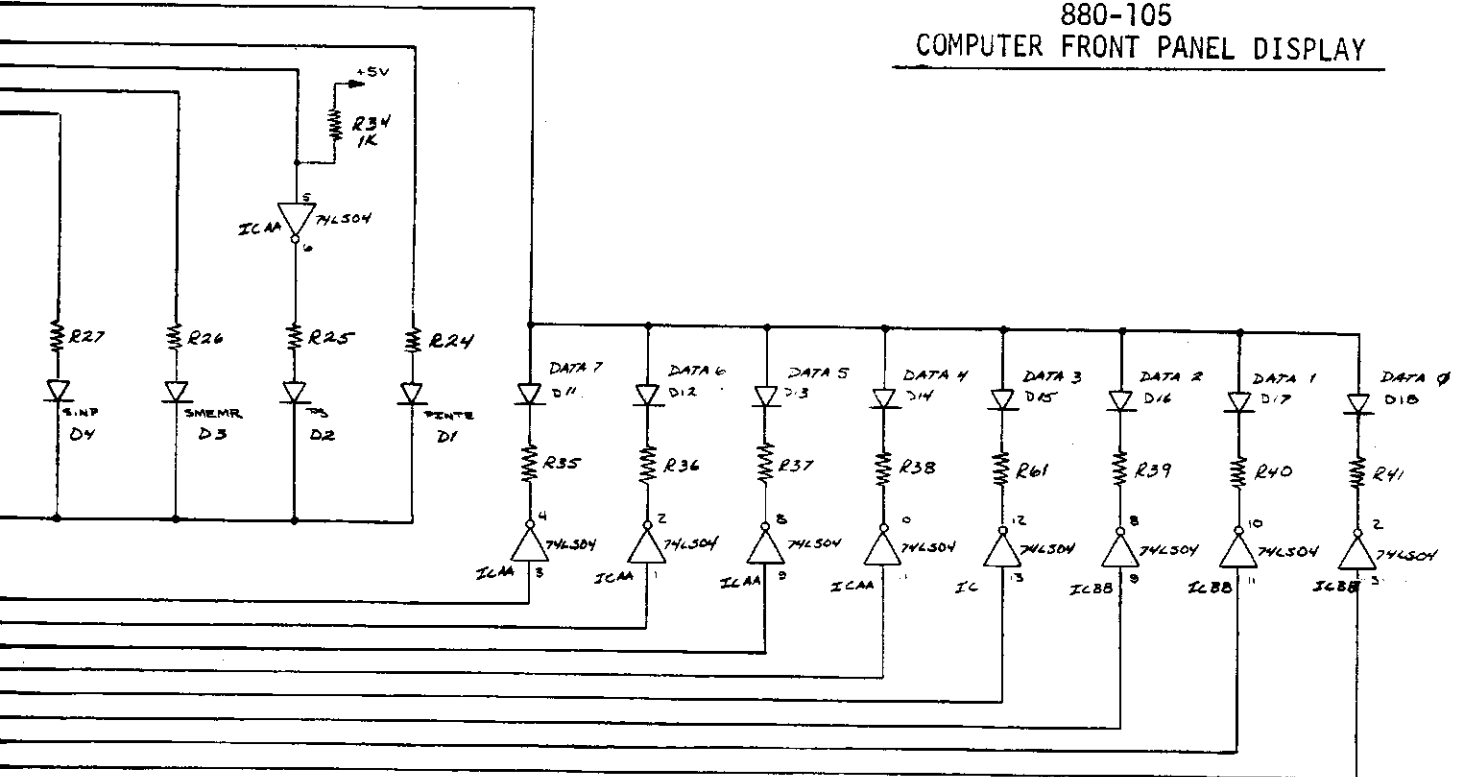 880-105
COMPUTER FRONT PANEL DISPLAY
+5V
R34
1K
5
ICAA
74LS04
6
R27
R26
R25
R24
SINP
D4
SMEMR
D3
D2
PINTE
D1
DATA 7
D11
DATA 6
D12
DATA 5
D13
DATA 4
D14
DATA 3
D15
DATA 2
D16
DATA 1
D17
DATA Ø
D18
R35
R36
R37
R38
R61
R39
R40
R41
4
74LS04
ICAA
3
2
74LS04
ICAA
1
8
74LS04
ICAA
9
74LS04
ICAA
12
74LS04
IC
13
8
74LS04
ICBB
9
10
74LS04
ICBB
11
2
74LS04
ICBB